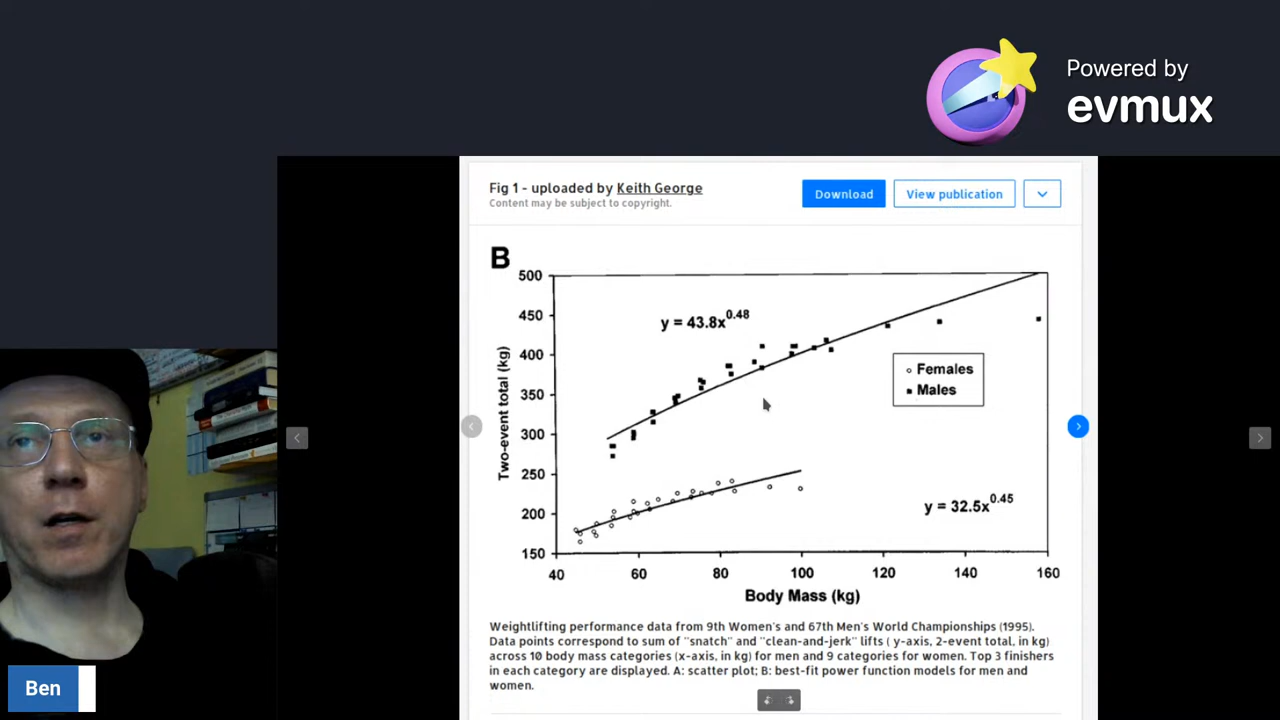 Powered by
evmux
Fig 1 - uploaded by Keith George
Content may be subject to copyright.
Download
View publication
B
500
450
400
350
300
250
200
150
Two-event total (kg)
y = 43.8x^0.48
Females
Males
y = 32.5x^0.45
40 60 80 100 120 140 160
Body Mass (kg)
Weightlifting performance data from 9th Women's and 67th Men's World Championships (1995).
Data points correspond to sum of "snatch" and "clean-and-jerk" lifts ( y-axis, 2-event total, in kg)
across 10 body mass categories (x-axis, in kg) for men and 9 categories for women. Top 3 finishers
in each category are displayed. A: scatter plot; B: best-fit power function models for men and
women.
Ben